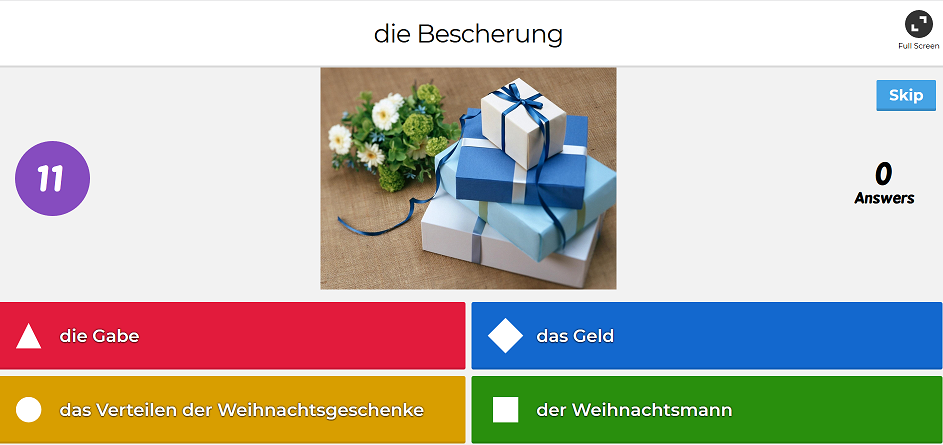 die Bescherung
Full Screen
Skip
11
0
Answers
die Gabe
das Geld
das Verteilen der Weihnachtsgeschenke
der Weihnachtsmann